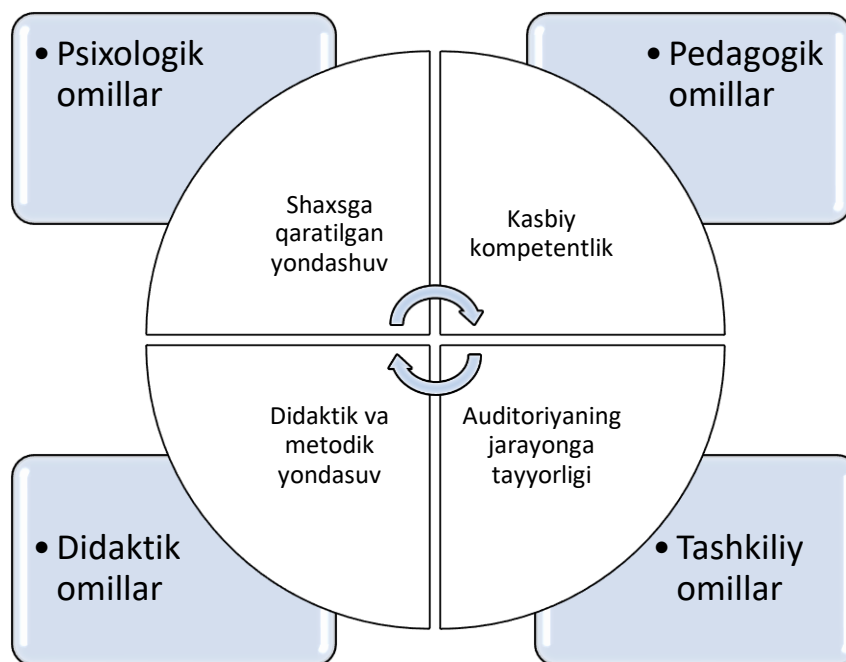 • Psixologik
omillar
• Pedagogik
omillar
Shaxsga
qaratilgan
yondashuv
Kasbiy
kompetentlik
Didaktik va
metodik
yondasuv
Auditoriyaning
jarayonga
tayyorligi
• Didaktik
omillar
• Tashkiliy
omillar